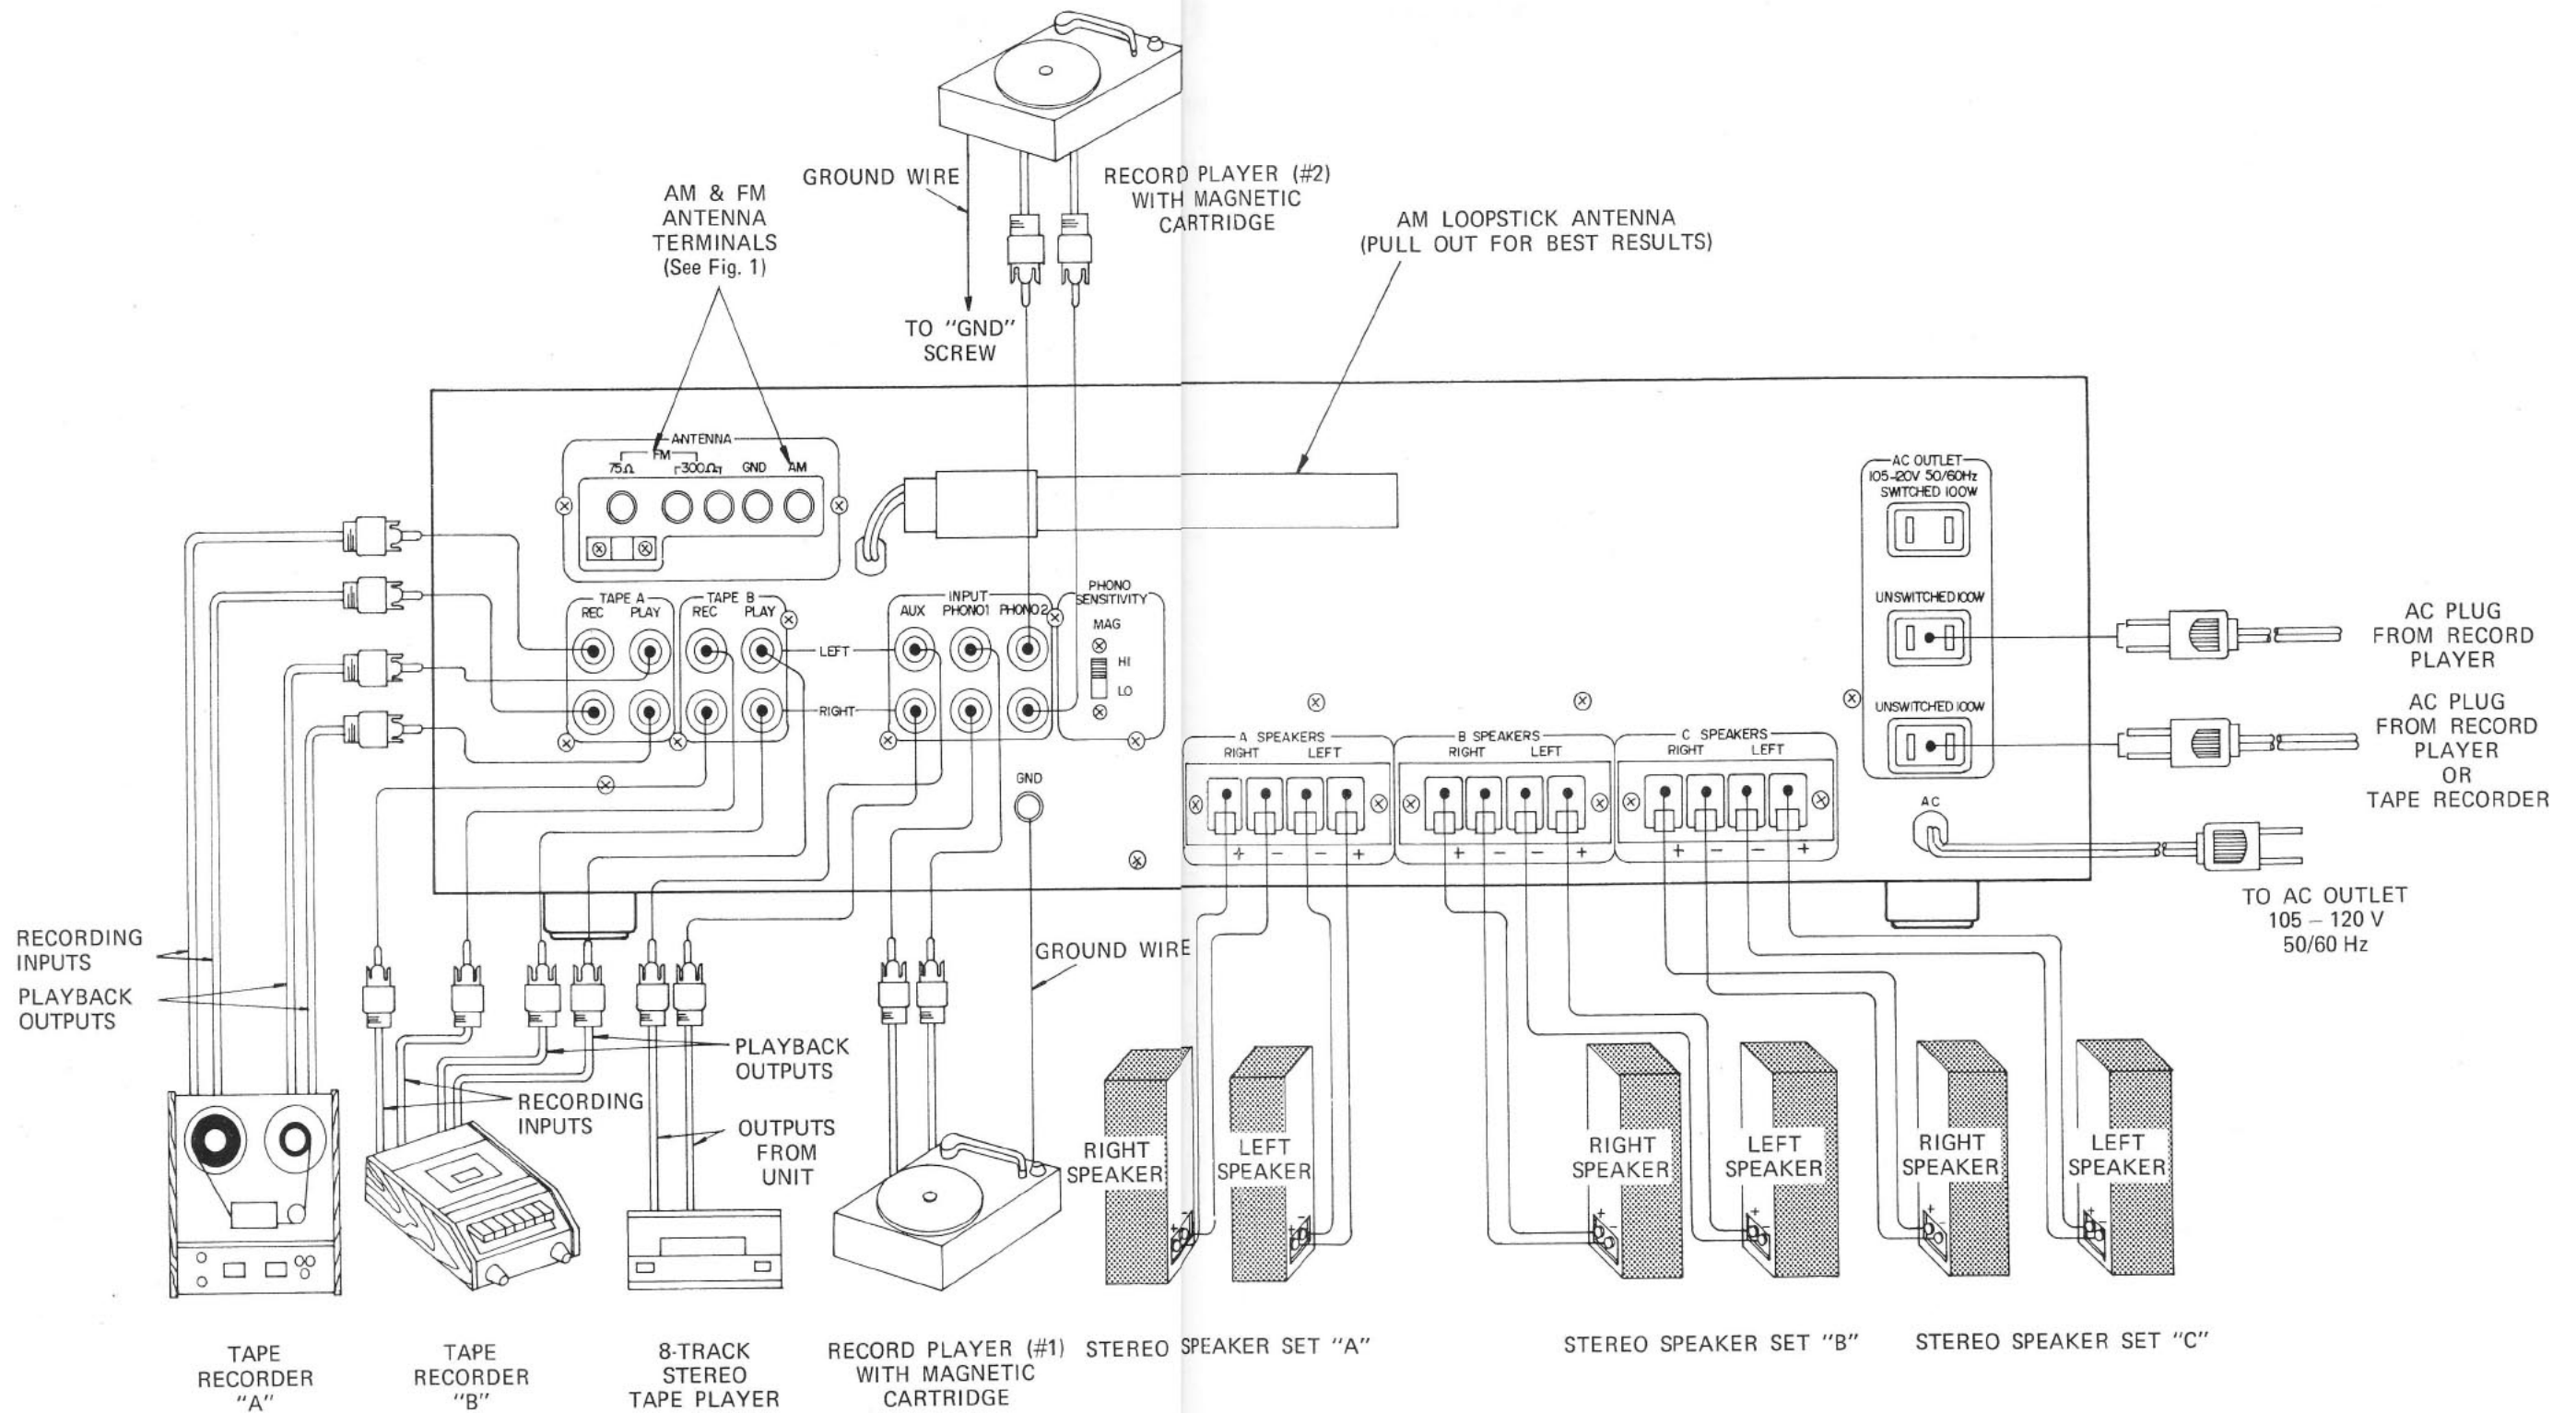 GROUND WIRE
RECORD PLAYER (#2)
WITH MAGNETIC
CARTRIDGE
AM & FM
ANTENNA
TERMINALS
(See Fig. 1)
AM LOOPSTICK ANTENNA
(PULL OUT FOR BEST RESULTS)
TO "GND"
SCREW
ANTENNA
FM
75Ω
300Ω
GND
AM
AC OUTLET
105-120V 50/60Hz
SWITCHED 100W
UNSWITCHED 100W
UNSWITCHED 100W
TAPE A
REC PLAY
TAPE B
REC PLAY
INPUT
AUX PHONO1 PHONO2
PHONO
SENSITIVITY
MAG
HI
LO
LEFT
RIGHT
GND
A SPEAKERS
RIGHT LEFT
+ − − +
B SPEAKERS
RIGHT LEFT
+ − − +
C SPEAKERS
RIGHT LEFT
+ − − +
AC
AC PLUG
FROM RECORD
PLAYER
AC PLUG
FROM RECORD
PLAYER
OR
TAPE RECORDER
TO AC OUTLET
105 – 120 V
50/60 Hz
RECORDING
INPUTS
PLAYBACK
OUTPUTS
GROUND WIRE
PLAYBACK
OUTPUTS
RECORDING
INPUTS
OUTPUTS
FROM
UNIT
RIGHT
SPEAKER
+ −
LEFT
SPEAKER
+ −
RIGHT
SPEAKER
+ −
LEFT
SPEAKER
+ −
RIGHT
SPEAKER
+ −
LEFT
SPEAKER
+ −
TAPE
RECORDER
"A"
TAPE
RECORDER
"B"
8-TRACK
STEREO
TAPE PLAYER
RECORD PLAYER (#1)
WITH MAGNETIC
CARTRIDGE
STEREO SPEAKER SET "A"
STEREO SPEAKER SET "B"
STEREO SPEAKER SET "C"